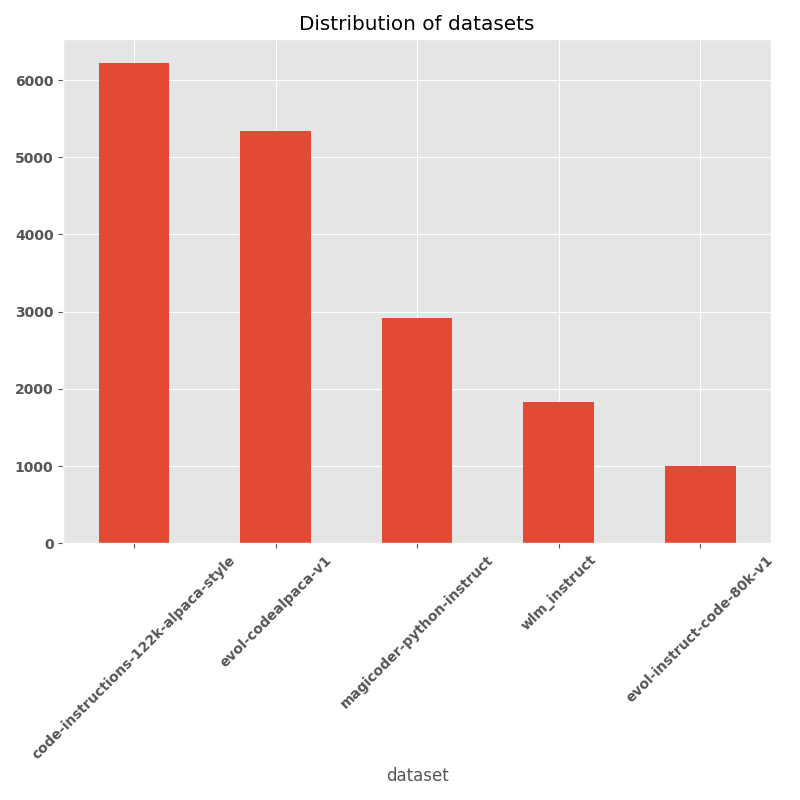 Distribution of datasets
6000
5000
4000
3000
2000
1000
0
code-instructions-122k-alpaca-style
evol-codealpaca-v1
magicoder-python-instruct
wlm_instruct
evol-instruct-code-80k-v1
dataset